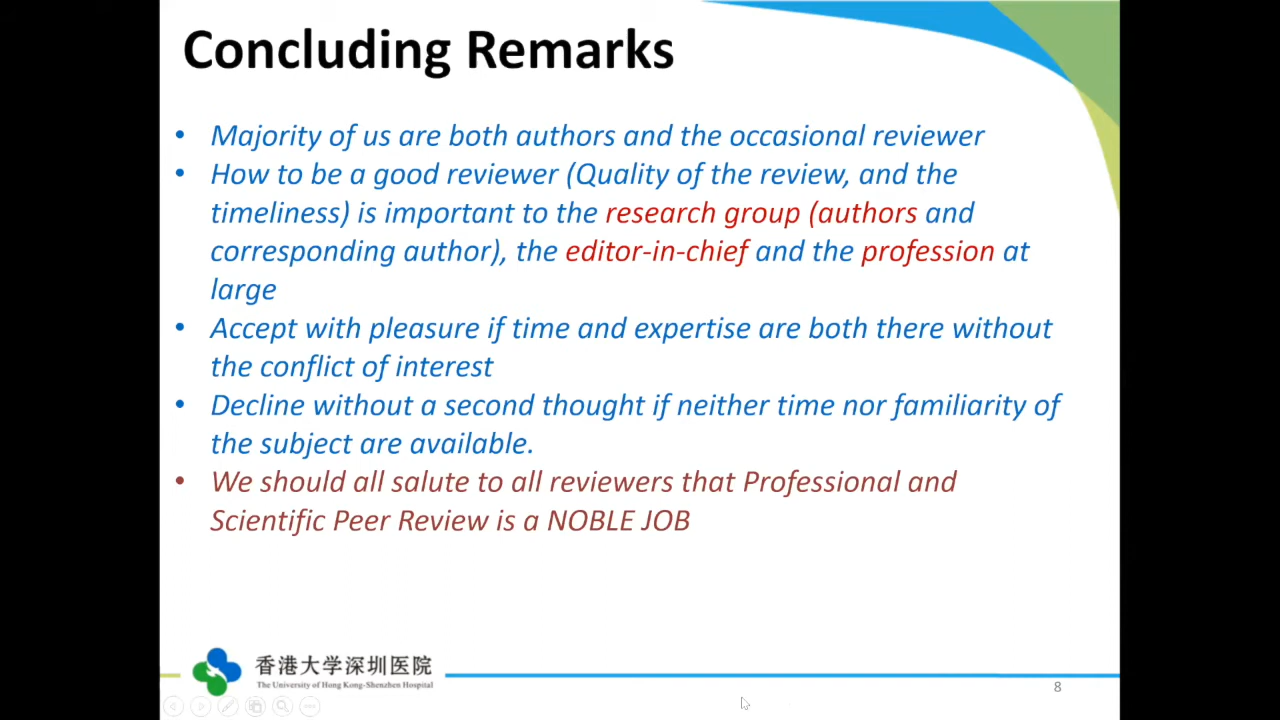 Concluding Remarks
• Majority of us are both authors and the occasional reviewer
• How to be a good reviewer (Quality of the review, and the
timeliness) is important to the research group (authors and
corresponding author), the editor-in-chief and the profession at
large
• Accept with pleasure if time and expertise are both there without
the conflict of interest
• Decline without a second thought if neither time nor familiarity of
the subject are available.
• We should all salute to all reviewers that Professional and
Scientific Peer Review is a NOBLE JOB
香港大学深圳医院
The University of Hong Kong-Shenzhen Hospital
8